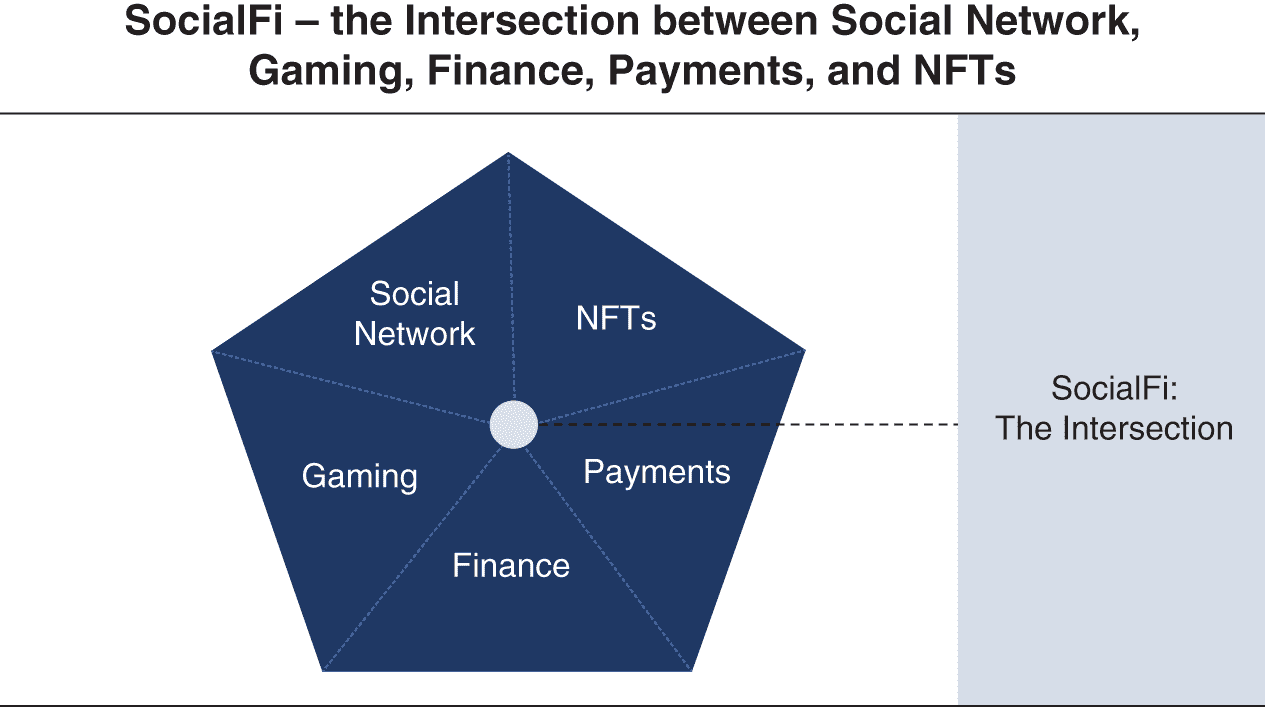 SocialFi – the Intersection between Social Network,
Gaming, Finance, Payments, and NFTs
Social
Network
NFTs
Gaming
Payments
Finance
SocialFi:
The Intersection